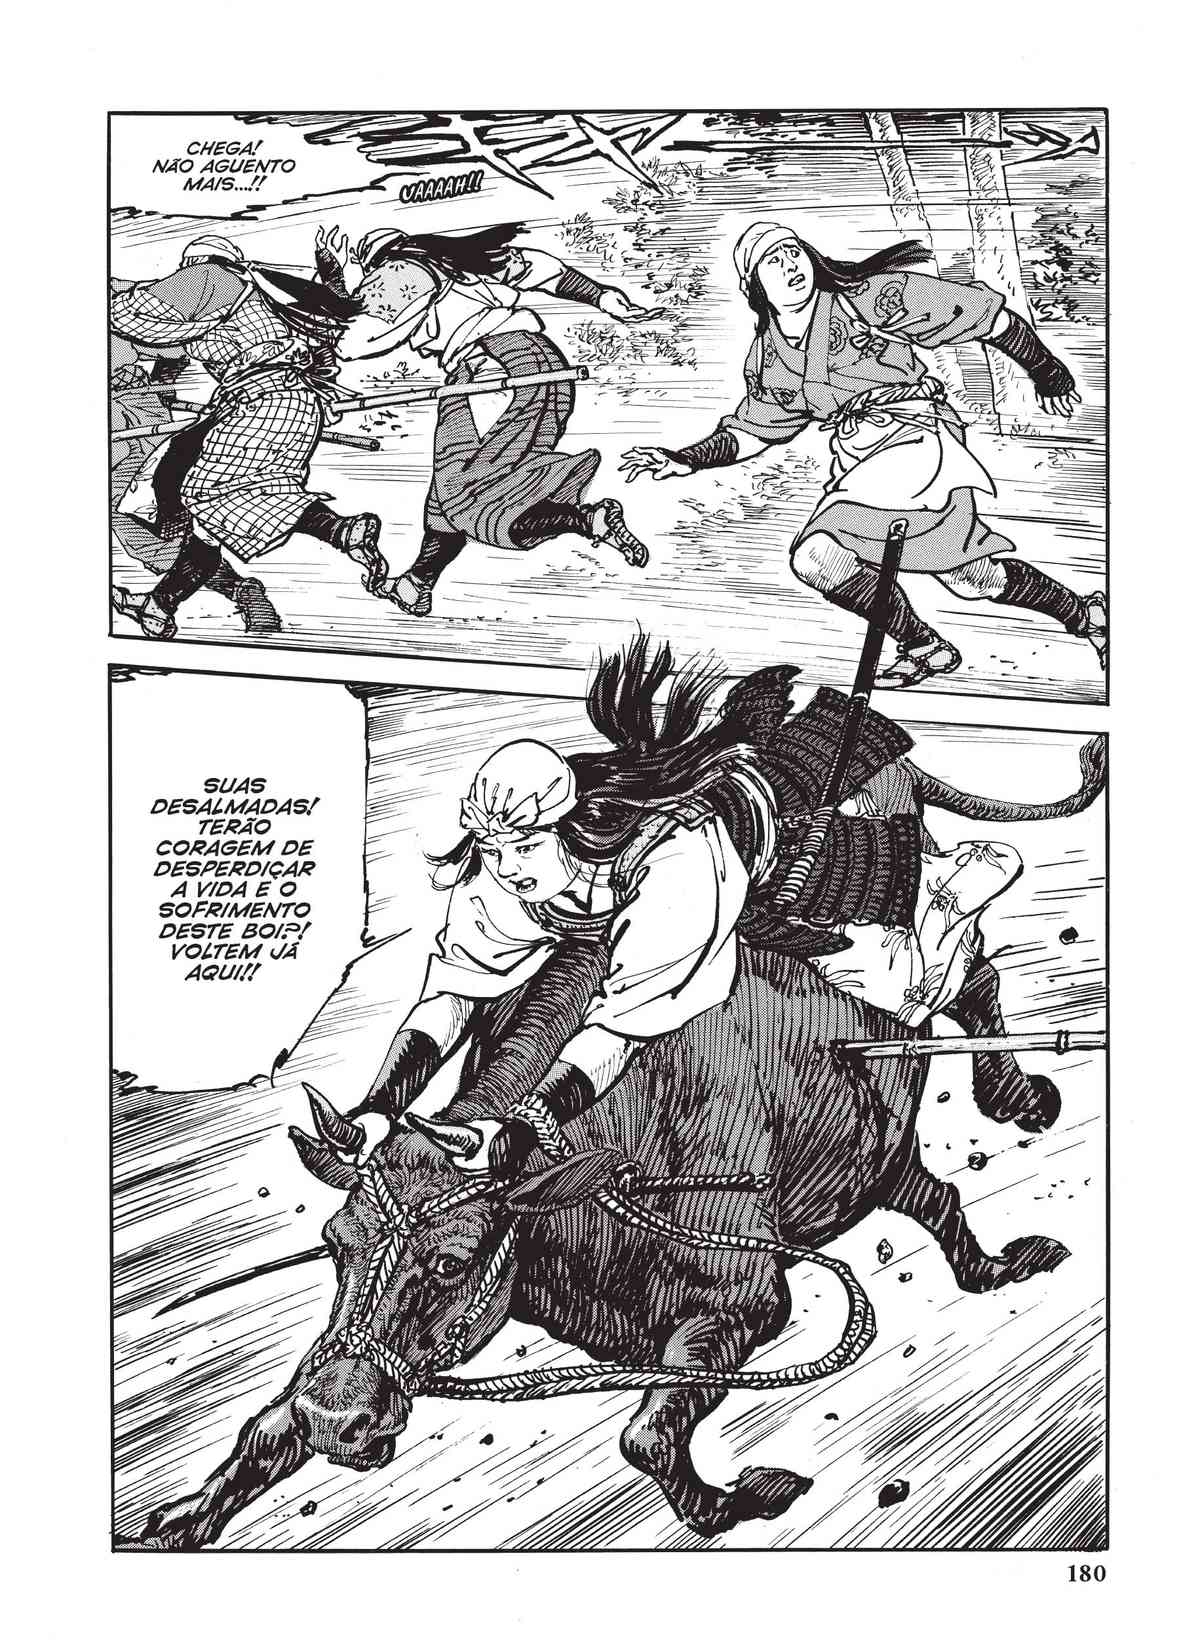 CHEGA!
NÃO AGUENTO
MAIS...!!
UAAAAH!!
SUAS
DESALMADAS!
TERÃO
CORAGEM DE
DESPERDIÇAR
A VIDA E O
SOFRIMENTO
DESTE BOI?!
VOLTEM JÁ
AQUI!!
180